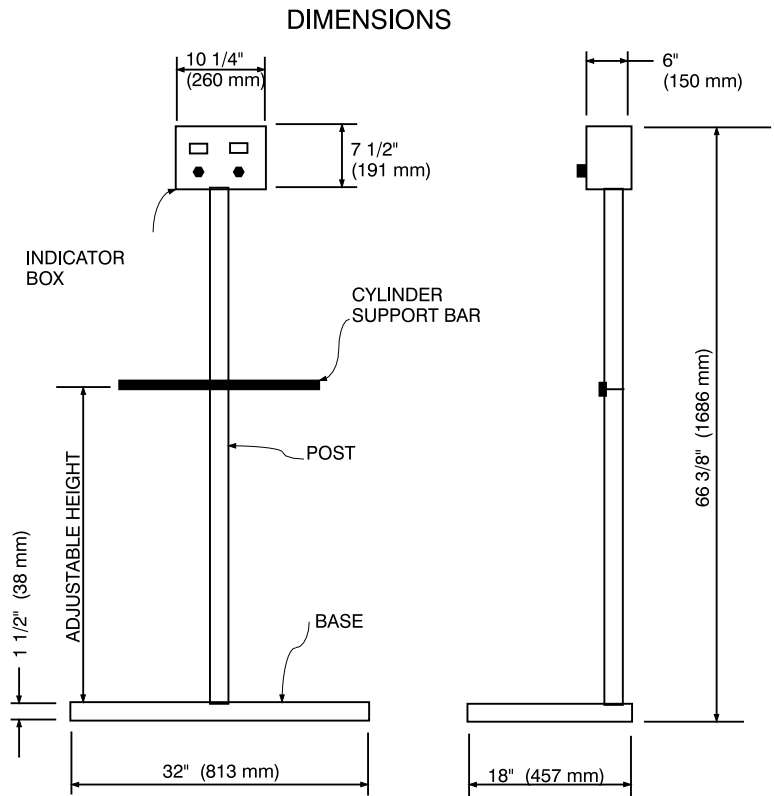 DIMENSIONS
10 1/4"
(260 mm)
6"
(150 mm)
7 1/2"
(191 mm)
INDICATOR
BOX
CYLINDER
SUPPORT BAR
66 3/8" (1686 mm)
POST
ADJUSTABLE HEIGHT
1 1/2" (38 mm)
BASE
32" (813 mm)
18" (457 mm)